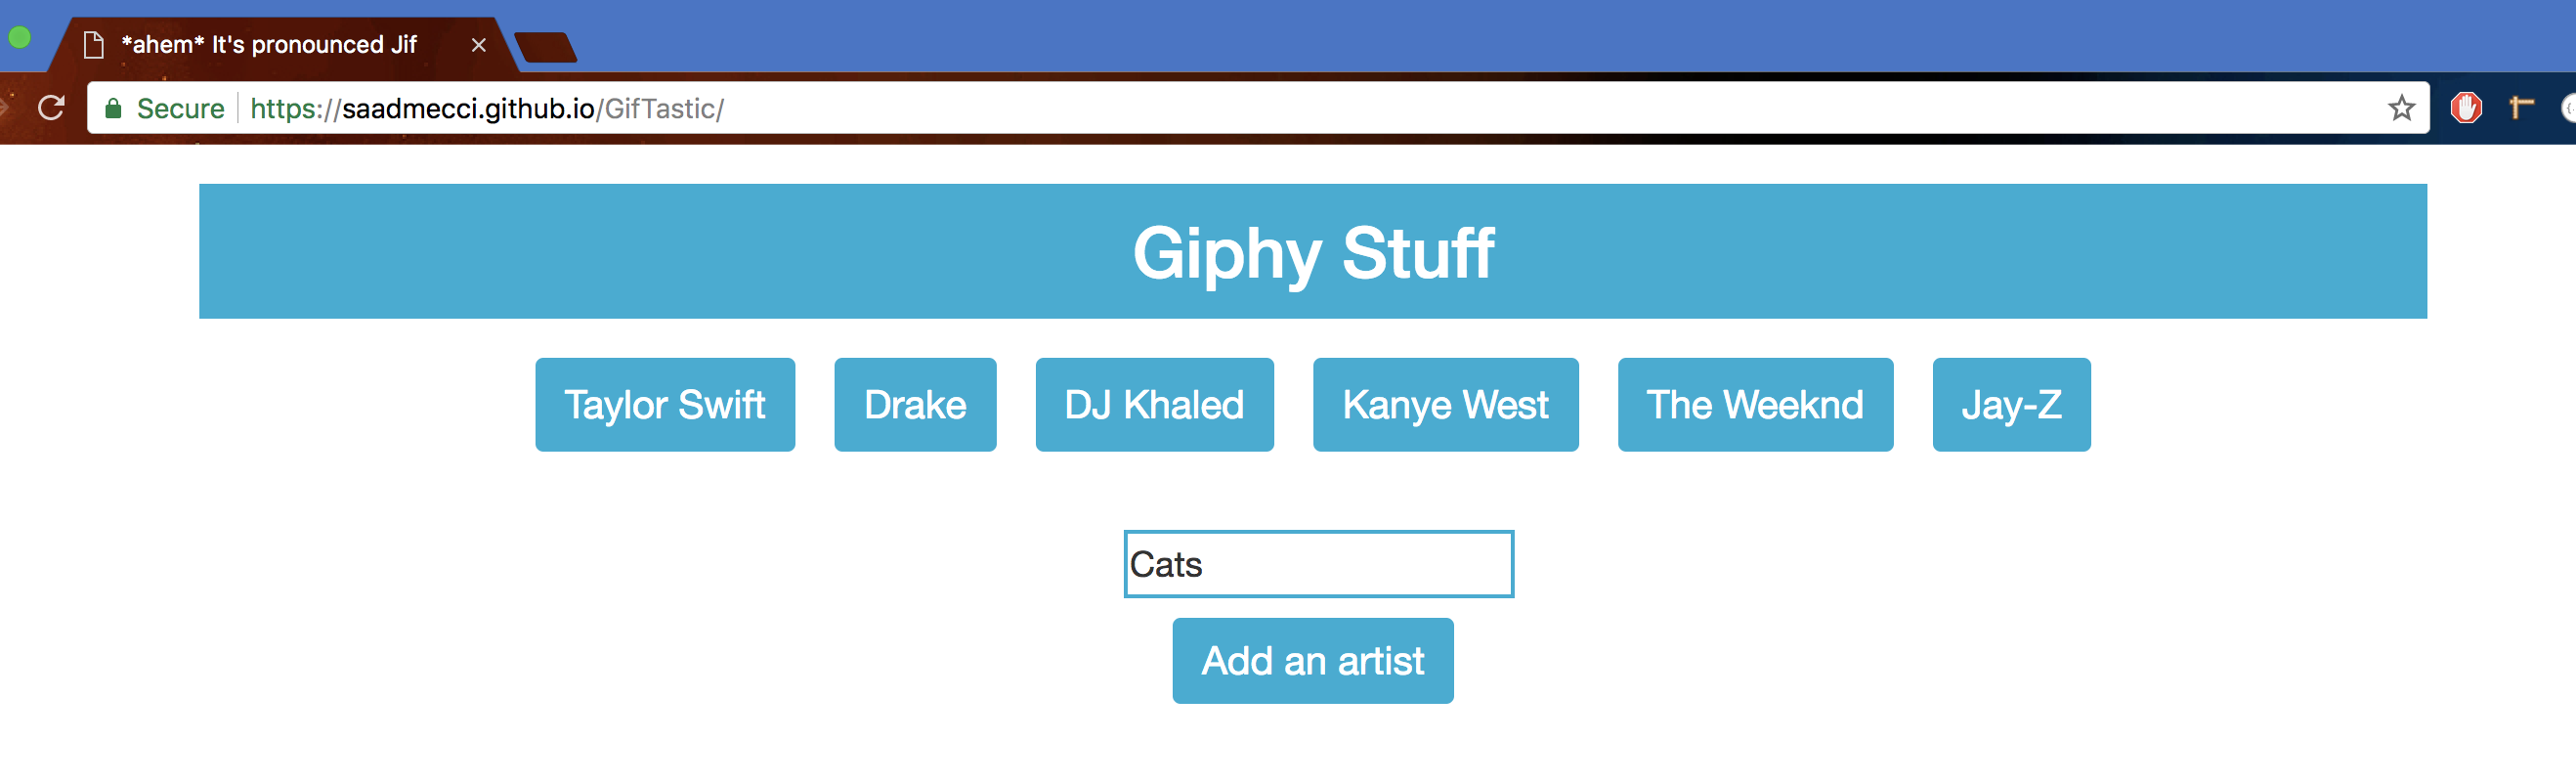 *ahem* It's pronounced Jif
Secure https://saadmecci.github.io/GifTastic/
Giphy Stuff
Taylor Swift Drake DJ Khaled Kanye West The Weeknd Jay-Z
Cats
Add an artist